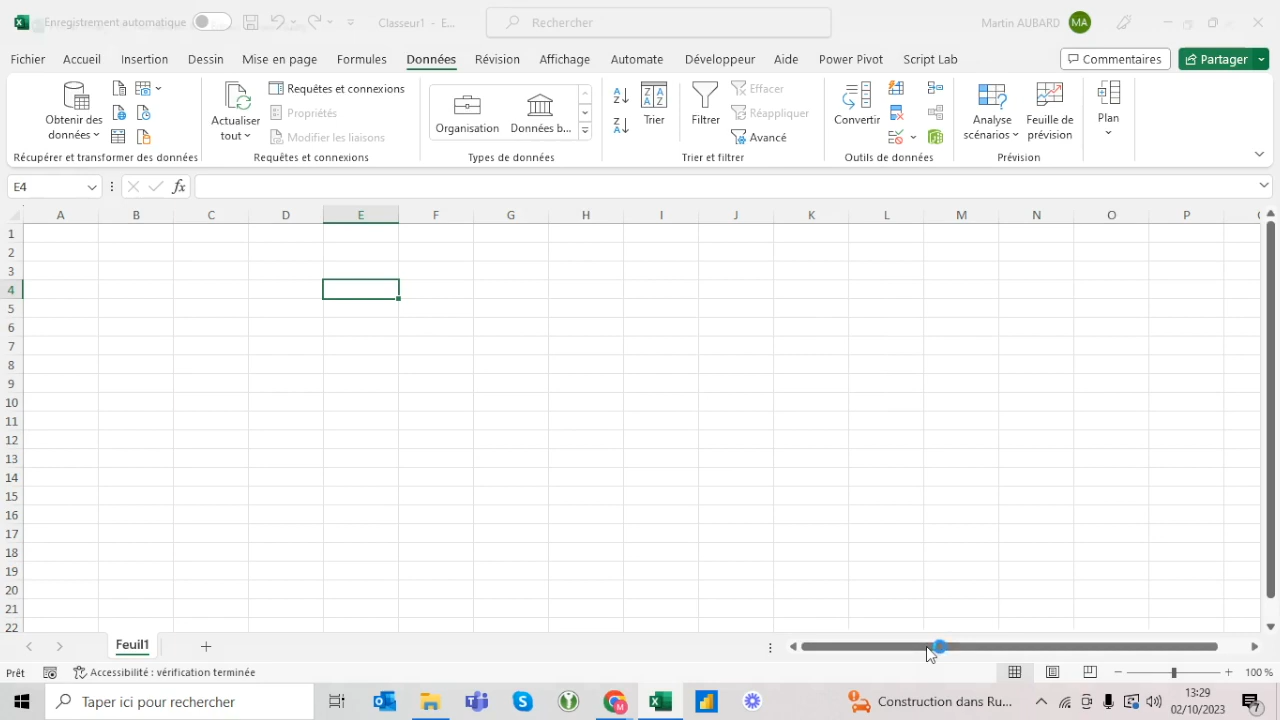 Enregistrement automatique
Classeur1 - E...
Rechercher
Martin AUBARD
MA
Fichier
Accueil
Insertion
Dessin
Mise en page
Formules
Données
Révision
Affichage
Automate
Développeur
Aide
Power Pivot
Script Lab
Commentaires
Partager
Obtenir des
données
Récupérer et transformer des données
Actualiser
tout
Requêtes et connexions
Propriétés
Modifier les liaisons
Requêtes et connexions
Organisation
Données b...
Types de données
Trier
Filtrer
Effacer
Réappliquer
Avancé
Trier et filtrer
Convertir
Outils de données
Analyse
scénarios
Feuille de
prévision
Prévision
Plan
E4
fx
A B C D E F G H I J K L M N O P
1
2
3
4
5
6
7
8
9
10
11
12
13
14
15
16
17
18
19
20
21
22
Feuil1
Prêt
Accessibilité : vérification terminée
100 %
Taper ici pour rechercher
Construction dans Ru...
13:29
02/10/2023
7